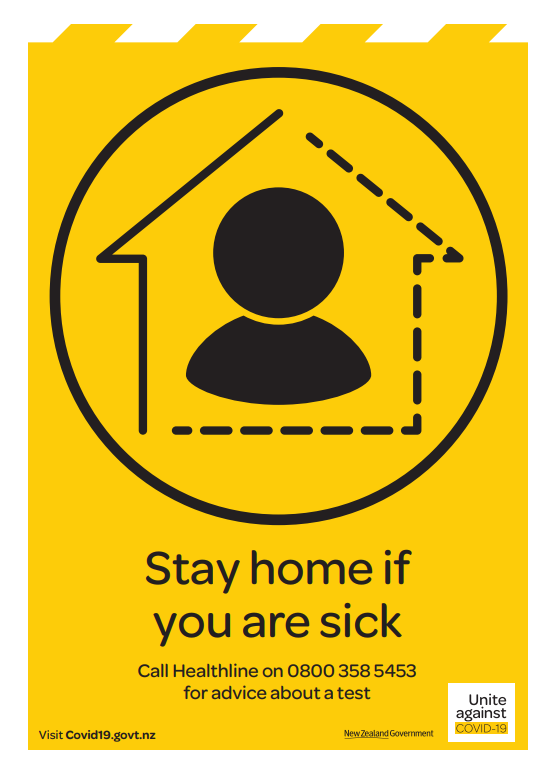 Stay home if
you are sick
Call Healthline on 0800 358 5453
for advice about a test
Visit Covid19.govt.nz
New Zealand Government
Unite
against
COVID-19